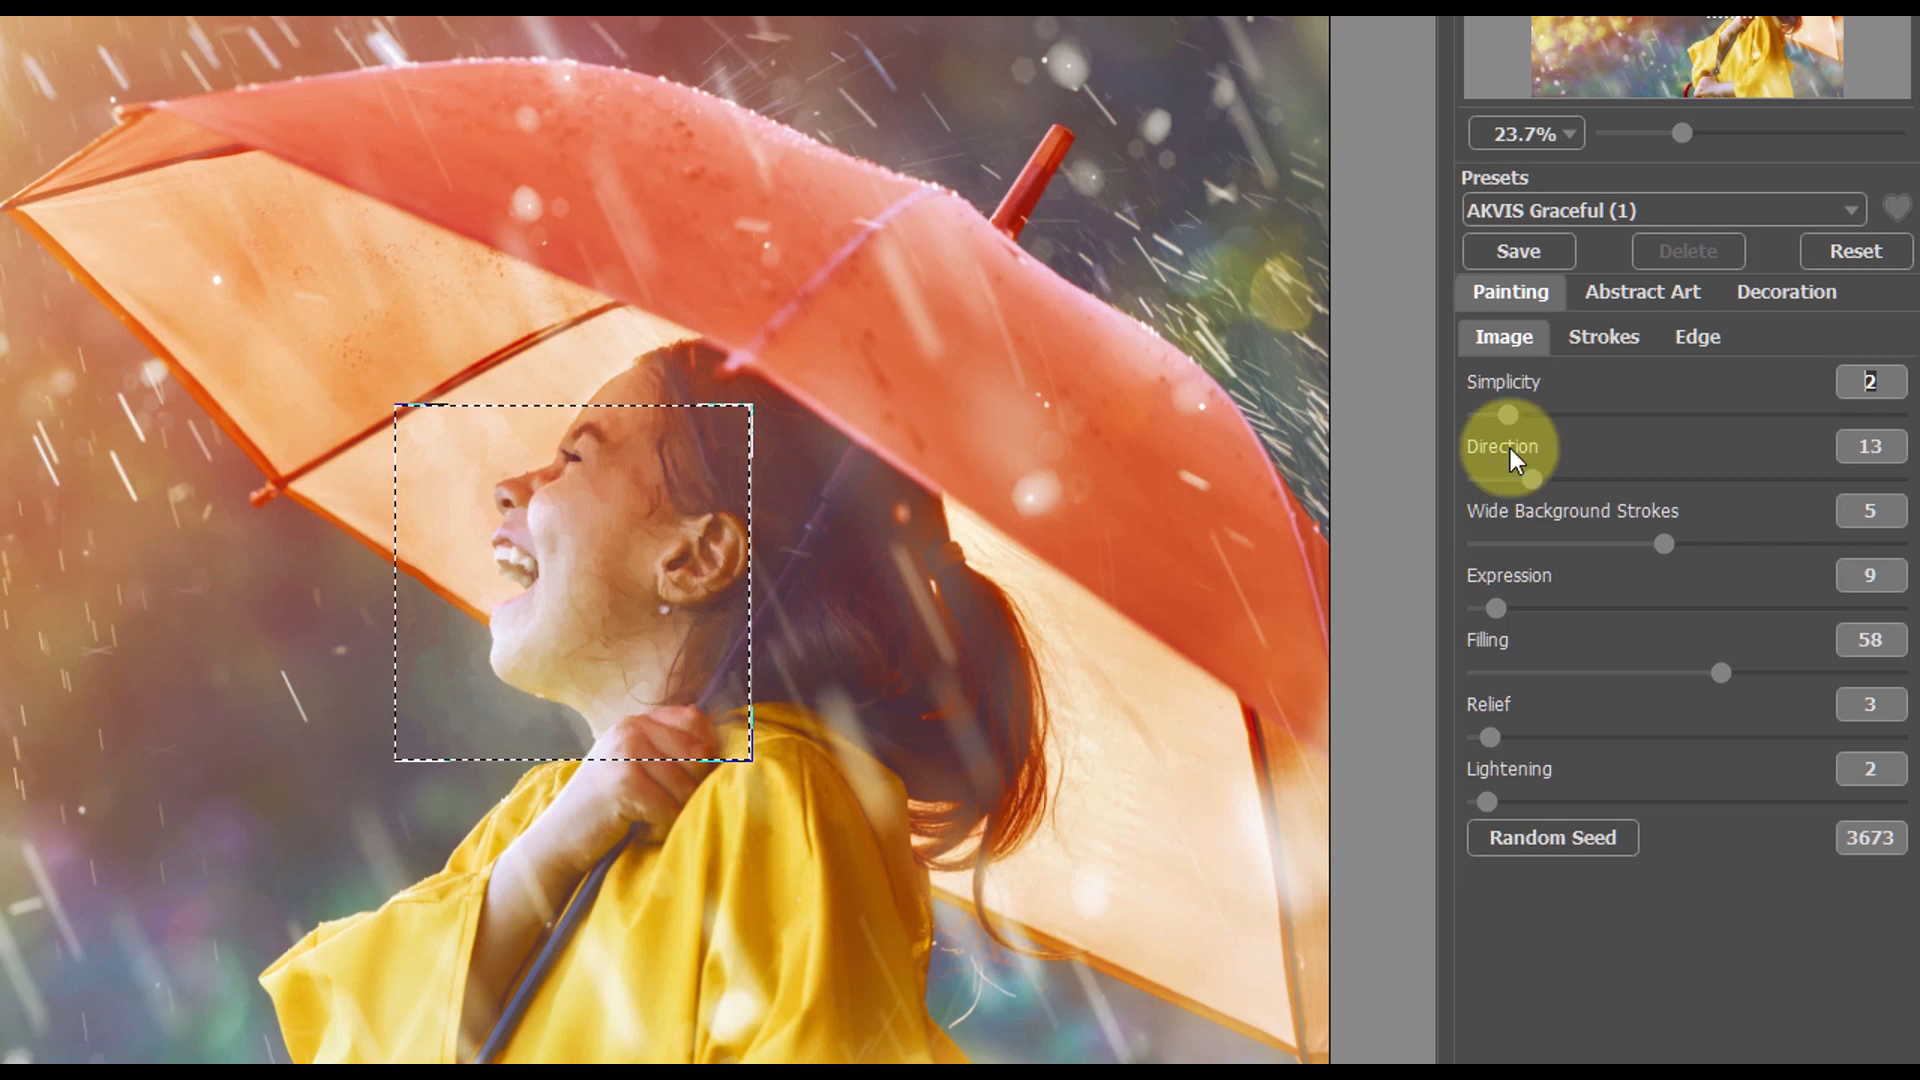 23.7%
Presets
AKVIS Graceful (1)
Save
Delete
Reset
Painting
Abstract Art
Decoration
Image
Strokes
Edge
Simplicity
2
Direction
13
Wide Background Strokes
5
Expression
9
Filling
58
Relief
3
Lightening
2
Random Seed
3673